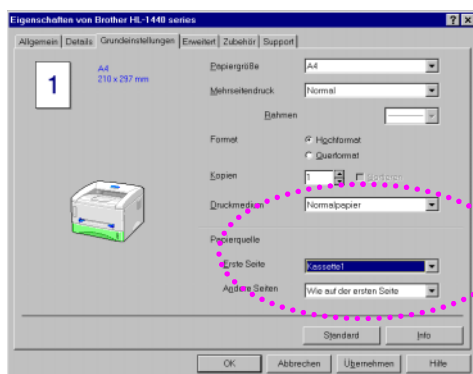 Eigenschaften von Brother HL-1440 series
Allgemein Details Grundeinstellungen Erweitert Zubehör Support
1
A4
210 x 297 mm
Papiergröße A4
Mehrseitendruck Normal
Rahmen
Format Hochformat
Querformat
Kopien 1 Sortieren
Druckmedium Normalpapier
Papierquelle
Erste Seite Kassette1
Andere Seiten Wie auf der ersten Seite
Standard Info
OK Abbrechen Übernehmen Hilfe